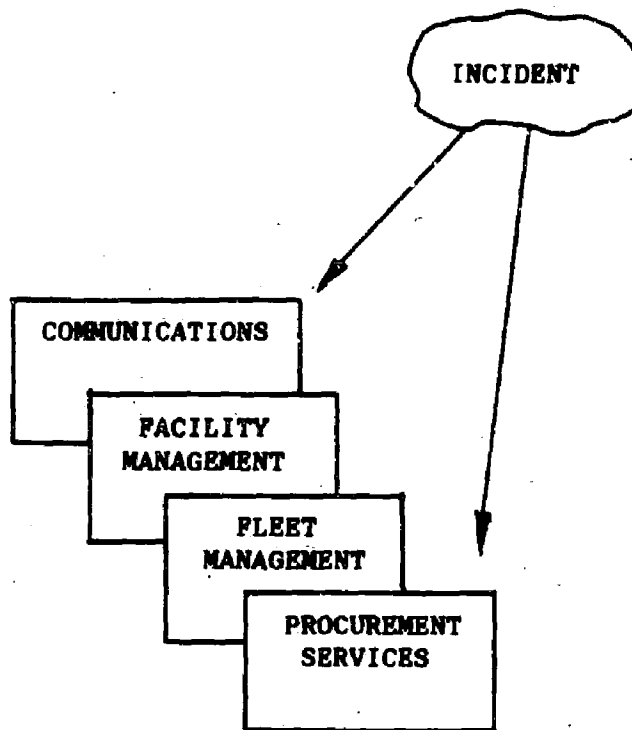 INCIDENT
COMMUNICATIONS
FACILITY
MANAGEMENT
FLEET
MANAGEMENT
PROCUREMENT
SERVICES